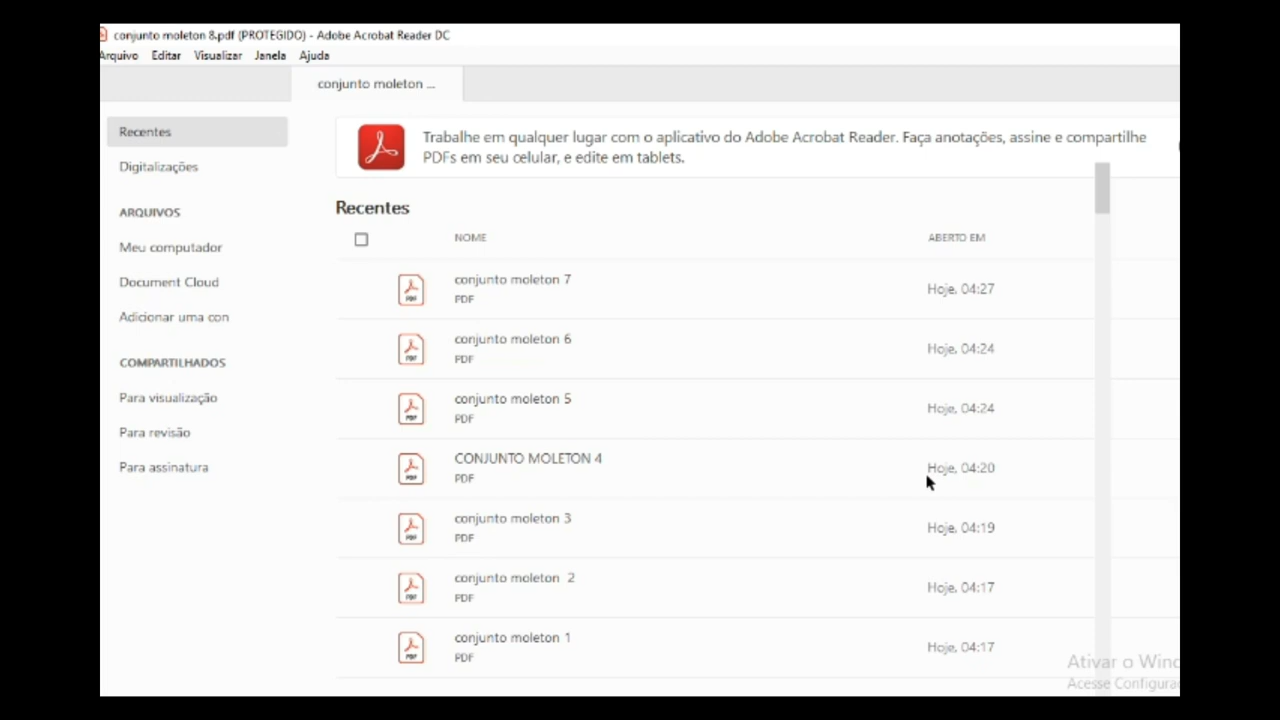 conjunto moleton 8.pdf (PROTEGIDO) - Adobe Acrobat Reader DC
Arquivo Editar Visualizar Janela Ajuda
conjunto moleton ...
Recentes
Digitalizações
ARQUIVOS
Meu computador
Document Cloud
Adicionar uma con
COMPARTILHADOS
Para visualização
Para revisão
Para assinatura
Trabalhe em qualquer lugar com o aplicativo do Adobe Acrobat Reader. Faça anotações, assine e compartilhe
PDFs em seu celular, e edite em tablets.
Recentes
NOME ABERTO EM
conjunto moleton 7 Hoje, 04:27
PDF
conjunto moleton 6 Hoje, 04:24
PDF
conjunto moleton 5 Hoje, 04:24
PDF
CONJUNTO MOLETON 4 Hoje, 04:20
PDF
conjunto moleton 3 Hoje, 04:19
PDF
conjunto moleton 2 Hoje, 04:17
PDF
conjunto moleton 1 Hoje, 04:17
PDF
Ativar o Wind
Acesse Configura